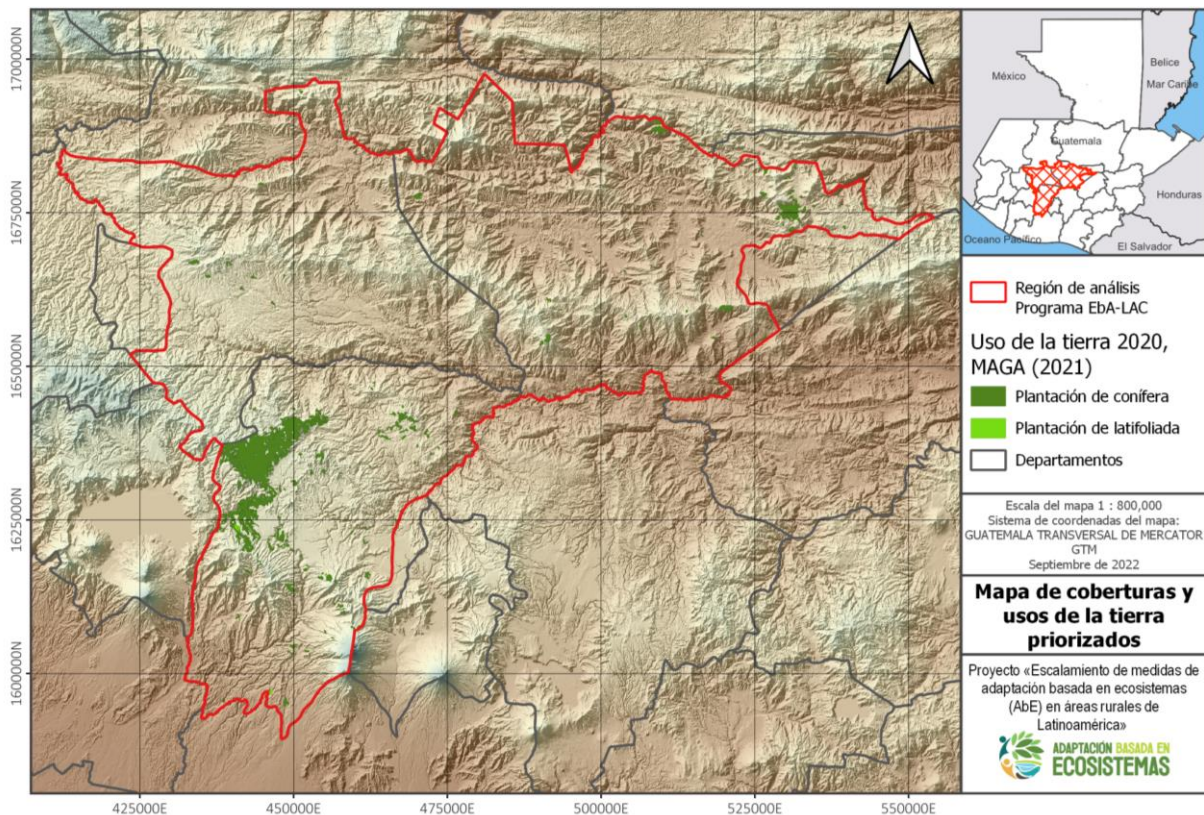 1700000N
1675000N
1650000N
1625000N
1600000N
425000E
450000E
475000E
500000E
525000E
550000E
México
Belice
Mar Caribe
Guatemala
Honduras
Oceano Pacífico
El Salvador
Región de análisis
Programa EbA-LAC
Uso de la tierra 2020,
MAGA (2021)
Plantación de conífera
Plantación de latifoliada
Departamentos
Escala del mapa 1 : 800,000
Sistema de coordenadas del mapa:
GUATEMALA TRANSVERSAL DE MERCATOR
GTM
Septiembre de 2022
Mapa de coberturas y
usos de la tierra
priorizados
Proyecto «Escalamiento de medidas de
adaptación basada en ecosistemas
(AbE) en áreas rurales de
Latinoamérica»
ADAPTACIÓN BASADA EN
ECOSISTEMAS